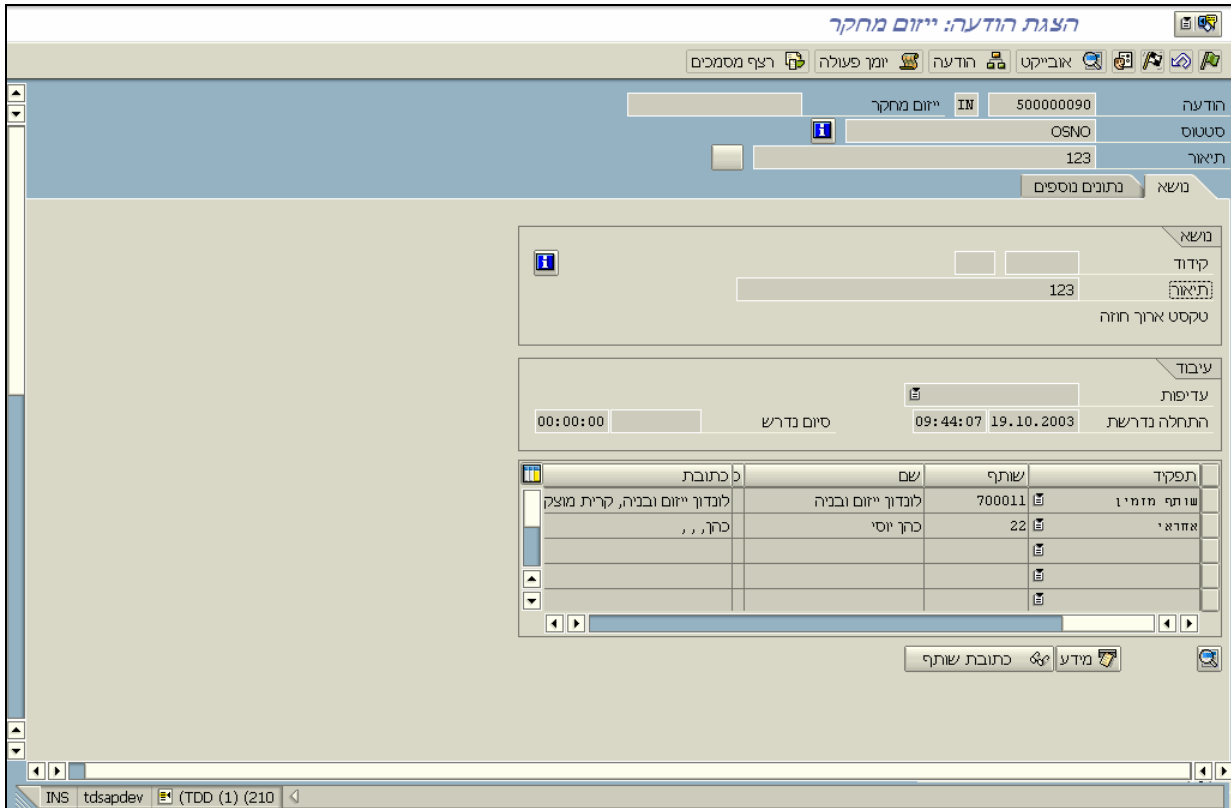 הצגת הודעה: ייזום מחקר
אובייקט הודעה יומן פעולה רצף מסמכים
הודעה 500000090 IN ייזום מחקר
סטטוס OSNO
תיאור 123
נושא נתונים נוספים
נושא
קידוד
תיאור 123
טקסט ארוך חוזה
עיבוד
עדיפות
התחלה נדרשת 19.10.2003 09:44:07 סיום נדרש 00:00:00
תפקיד שותף שם כ כתובת
שותף מזמין 700011 לונדון ייזום ובניה לונדון ייזום ובניה, קרית מוצק
אחראי 22 כהן יוסי כהן, , ,
מידע כתובת שותף
INS tdsapdev (TDD (1) (210